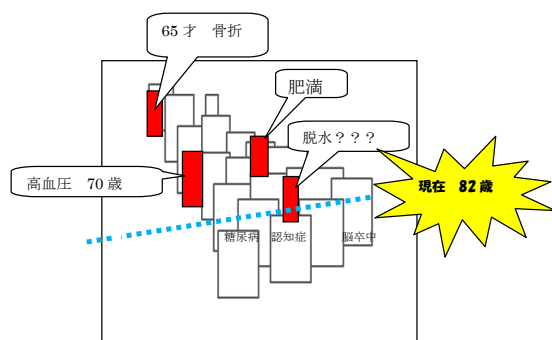 65才 骨折
肥満
脱水???
高血圧 70歳
現在 82歳
糖尿病 認知症 脳卒中